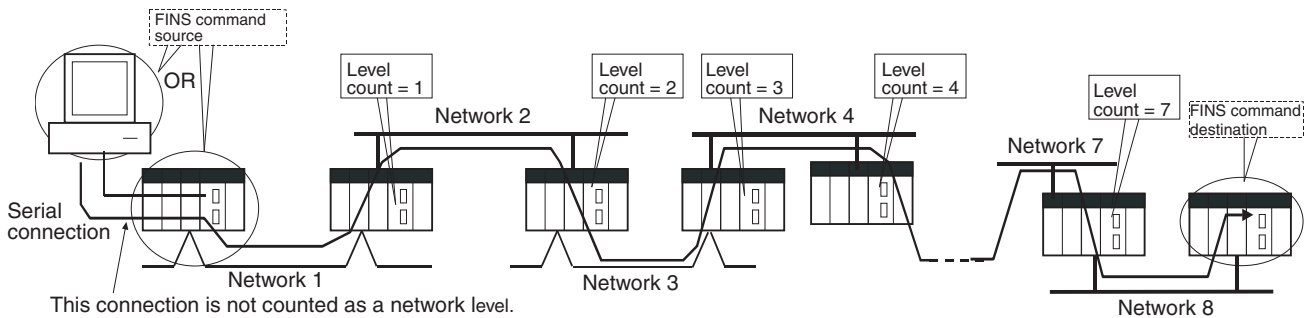 FINS command
source
OR
Level
count = 1
Level
count = 2
Level
count = 3
Level
count = 4
Level
count = 7
FINS command
destination
Network 2
Network 4
Network 7
Serial
connection
Network 1
Network 3
Network 8
This connection is not counted as a network level.